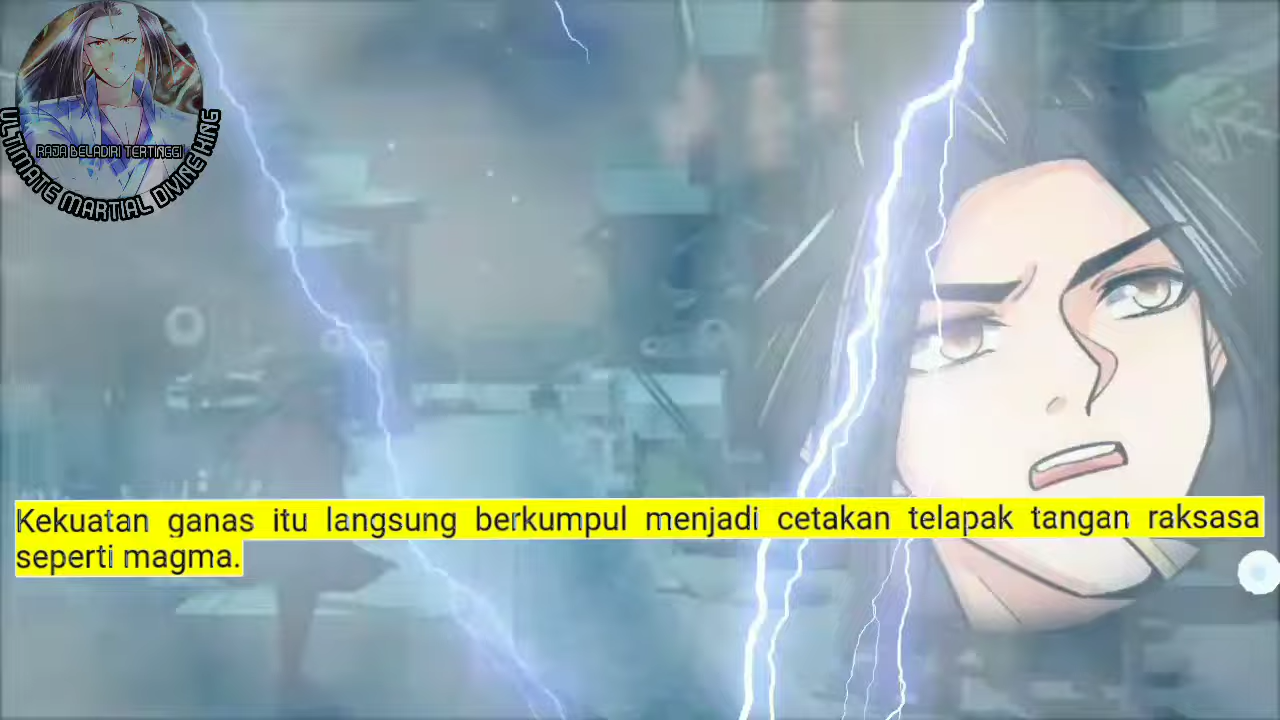 RAJA BELADIRI TERTINGGI
ULTIMATE MARTIAL DIVINE KING
Kekuatan ganas itu langsung berkumpul menjadi cetakan telapak tangan raksasa
seperti magma.